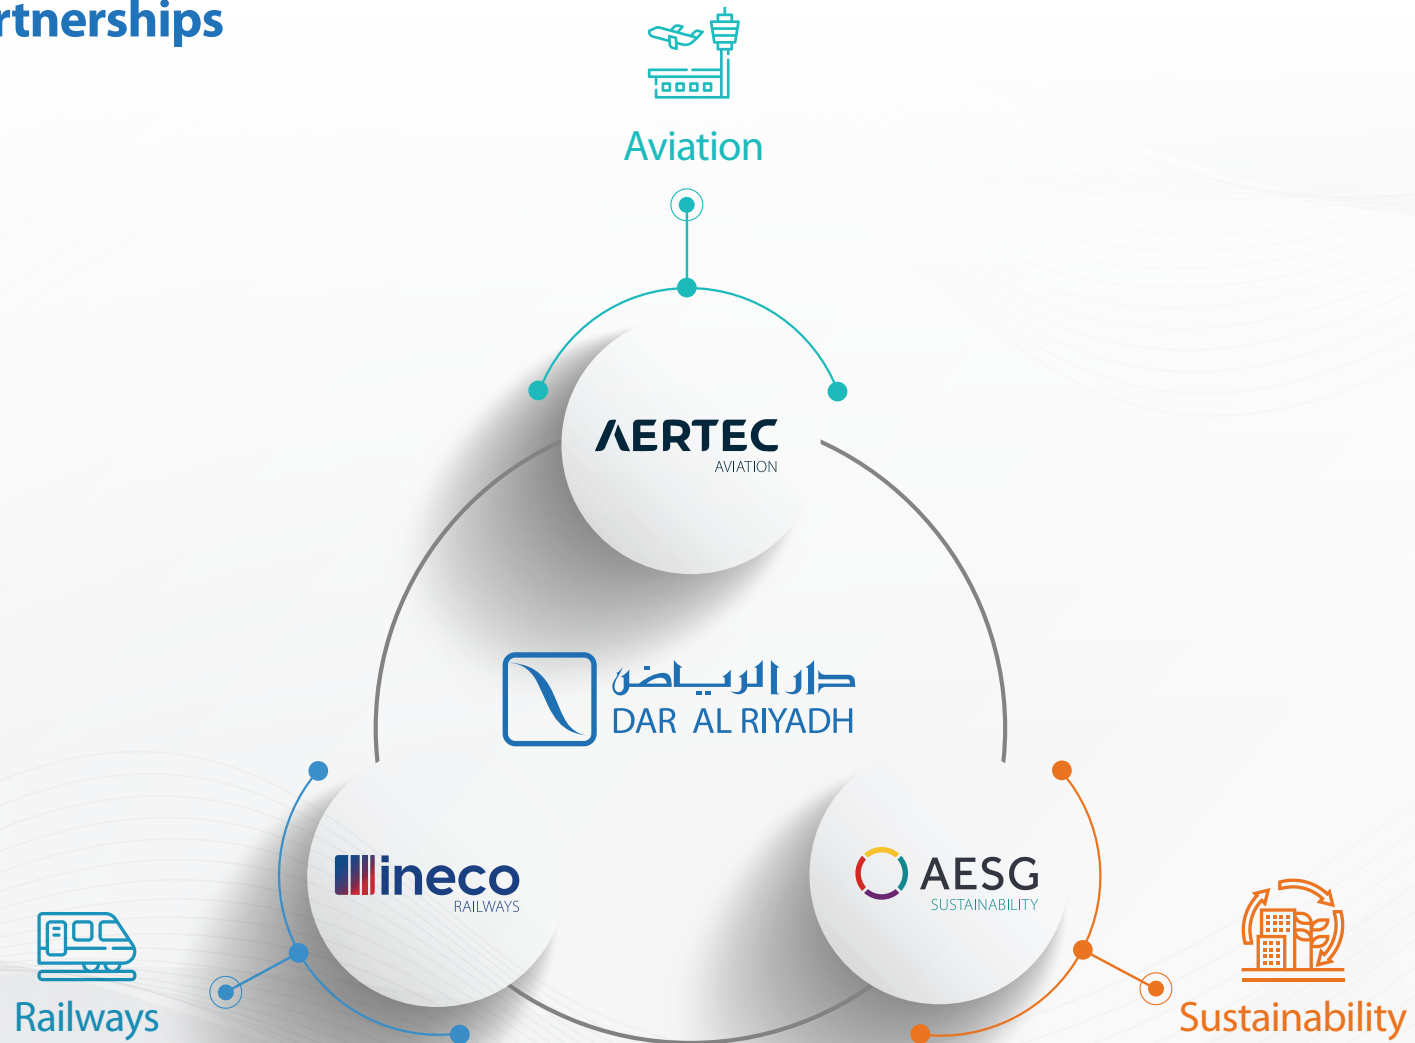 rtnerships
Aviation
AERTEC
AVIATION
دار الرياض
DAR AL RIYADH
ineco
RAILWAYS
AESG
SUSTAINABILITY
Railways
Sustainability